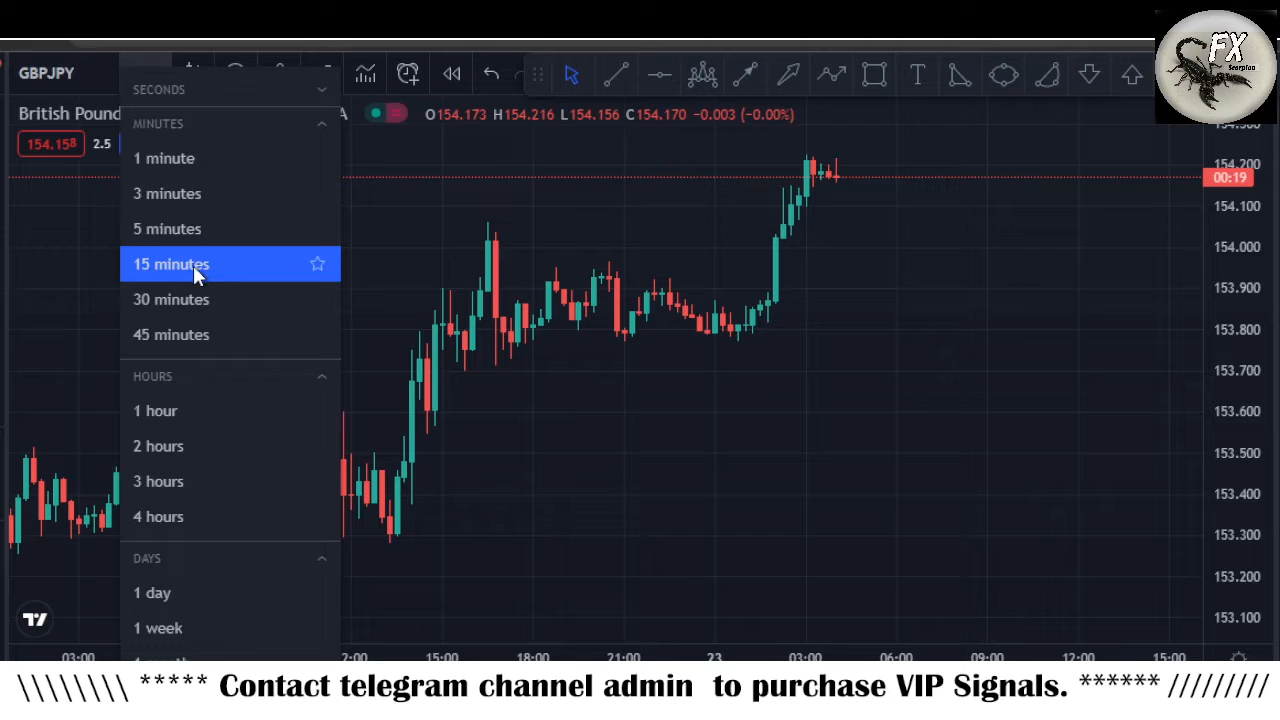 FX
Scorpion
GBPJPY
SECONDS
British Pound
A
O154.173 H154.216 L154.156 C154.170 −0.003 (−0.00%)
MINUTES
154.158
2.5
1 minute
3 minutes
5 minutes
15 minutes
30 minutes
45 minutes
HOURS
1 hour
2 hours
3 hours
4 hours
DAYS
1 day
1 week
154.200
00:19
154.100
154.000
153.900
153.800
153.700
153.600
153.500
153.400
153.300
153.200
153.100
03:00
15:00
18:00
21:00
23
03:00
06:00
09:00
12:00
15:00
\\\\\\\\\ ***** Contact telegram channel admin to purchase VIP Signals. ****** /////////